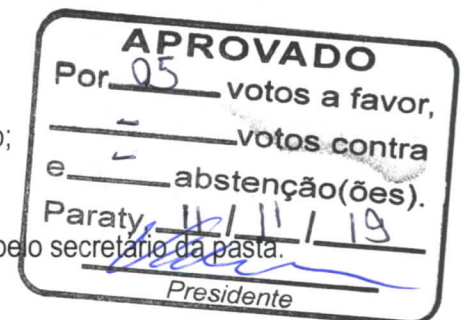 APROVADO
Por 05 votos a favor,
- votos contra
o;
e - abstenção(ões).
Paraty, 11 / 11 / 19
pelo secretário da pasta.
Presidente